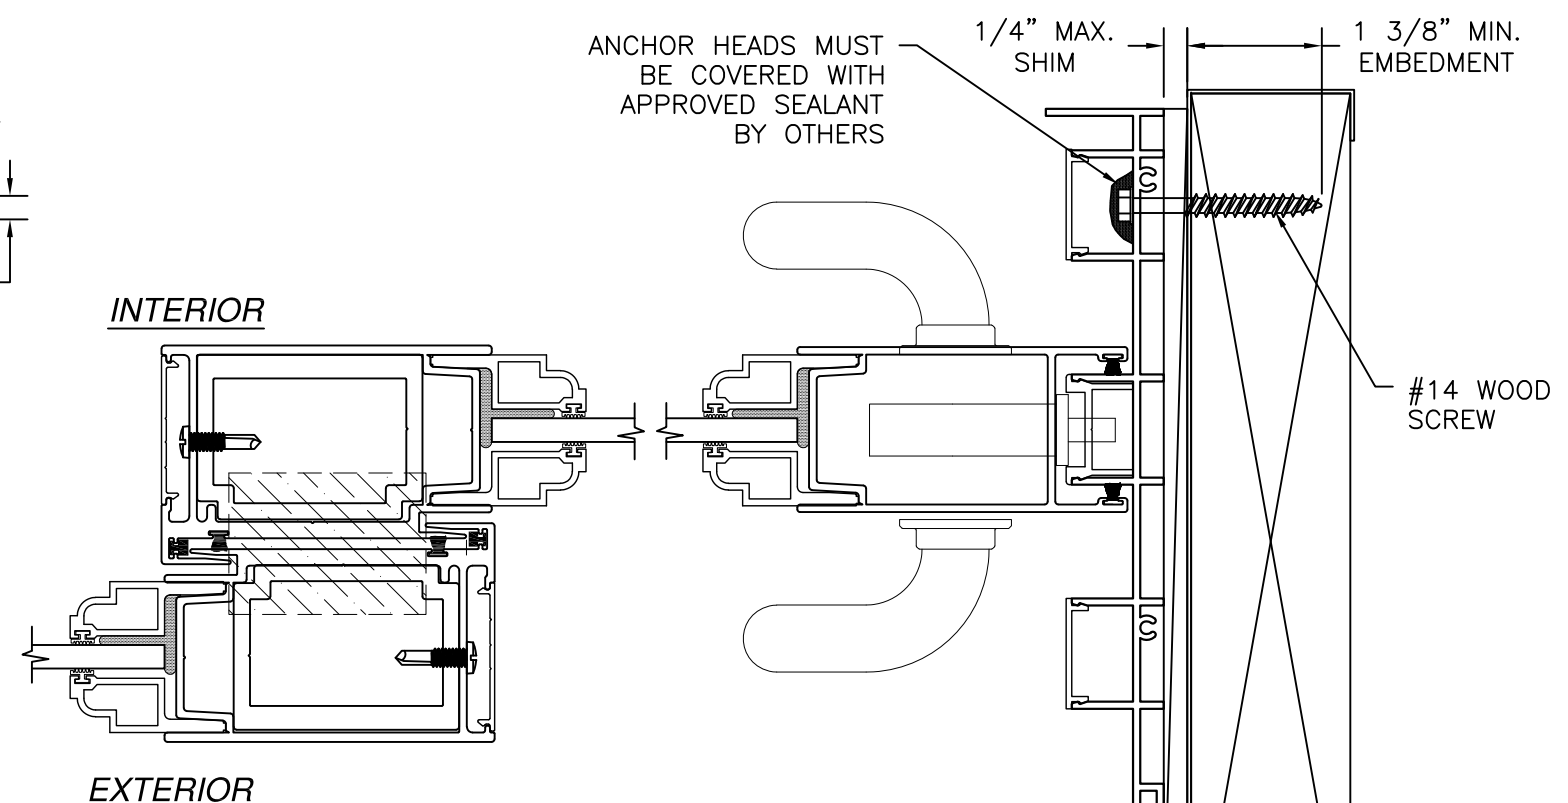 ANCHOR HEADS MUST
BE COVERED WITH
APPROVED SEALANT
BY OTHERS
1/4” MAX.
SHIM
1 3/8” MIN.
EMBEDMENT
INTERIOR
#14 WOOD
SCREW
EXTERIOR